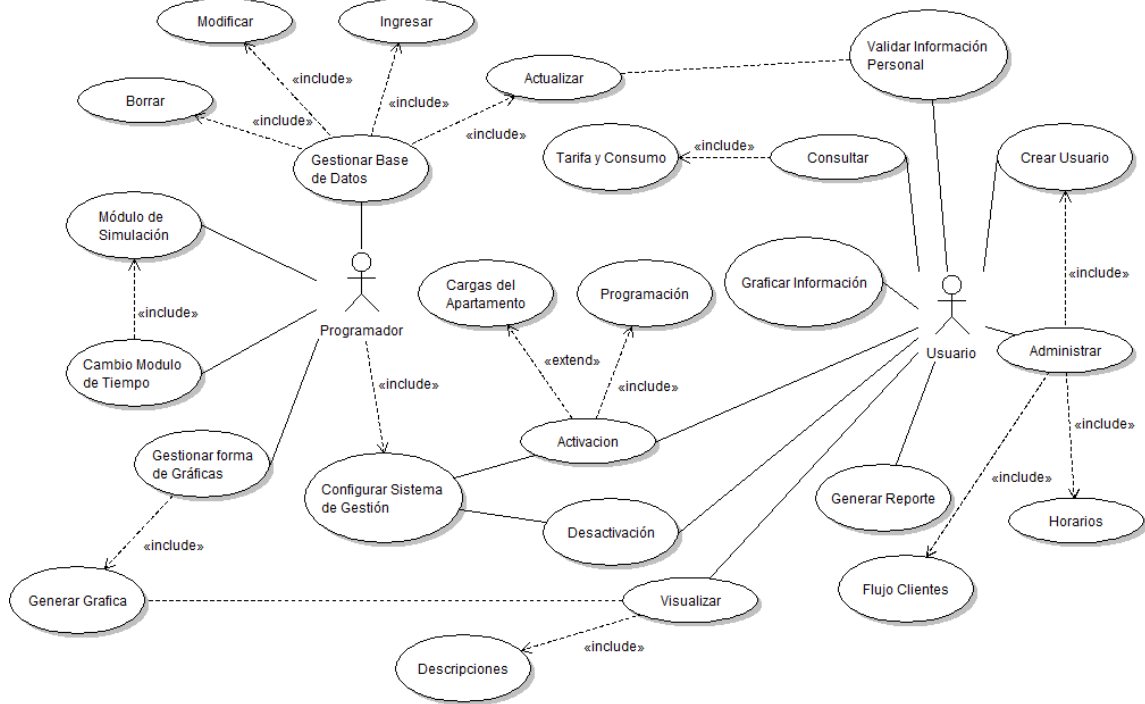 Modificar
Ingresar
Validar Información
Personal
«include»
Actualizar
Borrar
«include»
«include»
«include»
«include»
Gestionar Base
de Datos
Tarifa y Consumo
«include»
Consultar
Crear Usuario
Módulo de
Simulación
Cargas del
Apartamento
Programación
Graficar Información
«include»
«include»
Programador
Usuario
Administrar
Cambio Modulo
de Tiempo
«include»
«extend»
«include»
«include»
Activacion
Gestionar forma
de Gráficas
Configurar Sistema
de Gestión
Generar Reporte
«include»
Horarios
Desactivación
«include»
Generar Grafica
Visualizar
Flujo Clientes
«include»
Descripciones